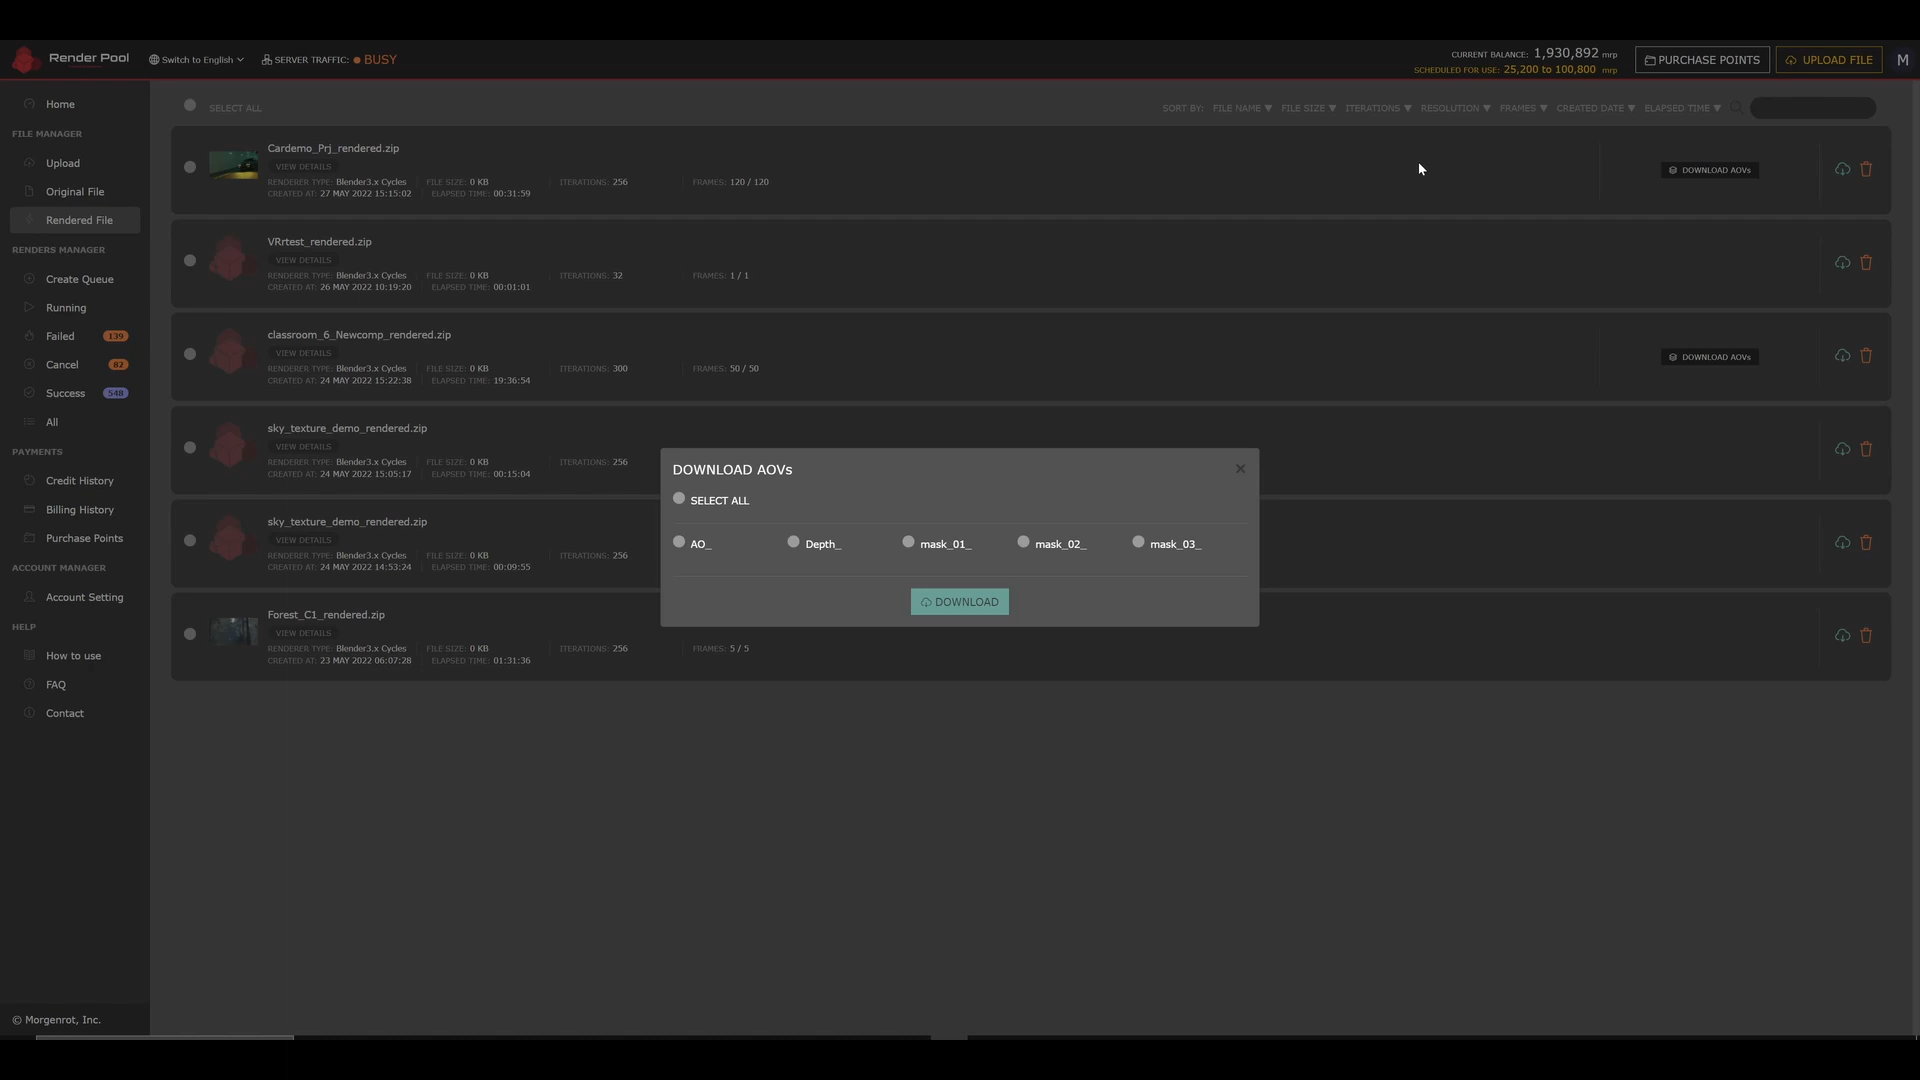 Render Pool
Switch to English
SERVER TRAFFIC: BUSY
CURRENT BALANCE: 1,930,892 mrp
SCHEDULED FOR USE: 25,200 to 100,800 mrp
PURCHASE POINTS
UPLOAD FILE
M
Home
FILE MANAGER
Upload
Original File
Rendered File
RENDERS MANAGER
Create Queue
Running
Failed 139
Cancel 82
Success 548
All
PAYMENTS
Credit History
Billing History
Purchase Points
ACCOUNT MANAGER
Account Setting
HELP
How to use
FAQ
Contact
© Morgenrot, Inc.
SELECT ALL
SORT BY: FILE NAME ▼ FILE SIZE ▼ ITERATIONS ▼ RESOLUTION ▼ FRAMES ▼ CREATED DATE ▼ ELAPSED TIME ▼
Cardemo_Prj_rendered.zip
VIEW DETAILS
RENDERER TYPE: Blender3.x Cycles FILE SIZE: 0 KB ITERATIONS: 256 FRAMES: 120 / 120
CREATED AT: 27 MAY 2022 15:15:02 ELAPSED TIME: 00:31:59
DOWNLOAD AOVs
VRrtest_rendered.zip
VIEW DETAILS
RENDERER TYPE: Blender3.x Cycles FILE SIZE: 0 KB ITERATIONS: 32 FRAMES: 1 / 1
CREATED AT: 26 MAY 2022 10:19:20 ELAPSED TIME: 00:01:01
classroom_6_Newcomp_rendered.zip
VIEW DETAILS
RENDERER TYPE: Blender3.x Cycles FILE SIZE: 0 KB ITERATIONS: 300 FRAMES: 50 / 50
CREATED AT: 24 MAY 2022 15:22:38 ELAPSED TIME: 19:36:54
DOWNLOAD AOVs
sky_texture_demo_rendered.zip
VIEW DETAILS
RENDERER TYPE: Blender3.x Cycles FILE SIZE: 0 KB ITERATIONS: 256
CREATED AT: 24 MAY 2022 15:05:17 ELAPSED TIME: 00:15:04
sky_texture_demo_rendered.zip
VIEW DETAILS
RENDERER TYPE: Blender3.x Cycles FILE SIZE: 0 KB ITERATIONS: 256
CREATED AT: 24 MAY 2022 14:53:24 ELAPSED TIME: 00:09:55
Forest_C1_rendered.zip
VIEW DETAILS
RENDERER TYPE: Blender3.x Cycles FILE SIZE: 0 KB ITERATIONS: 256 FRAMES: 5 / 5
CREATED AT: 23 MAY 2022 06:07:28 ELAPSED TIME: 01:31:36
DOWNLOAD AOVs
SELECT ALL
AO_ Depth_ mask_01_ mask_02_ mask_03_
DOWNLOAD